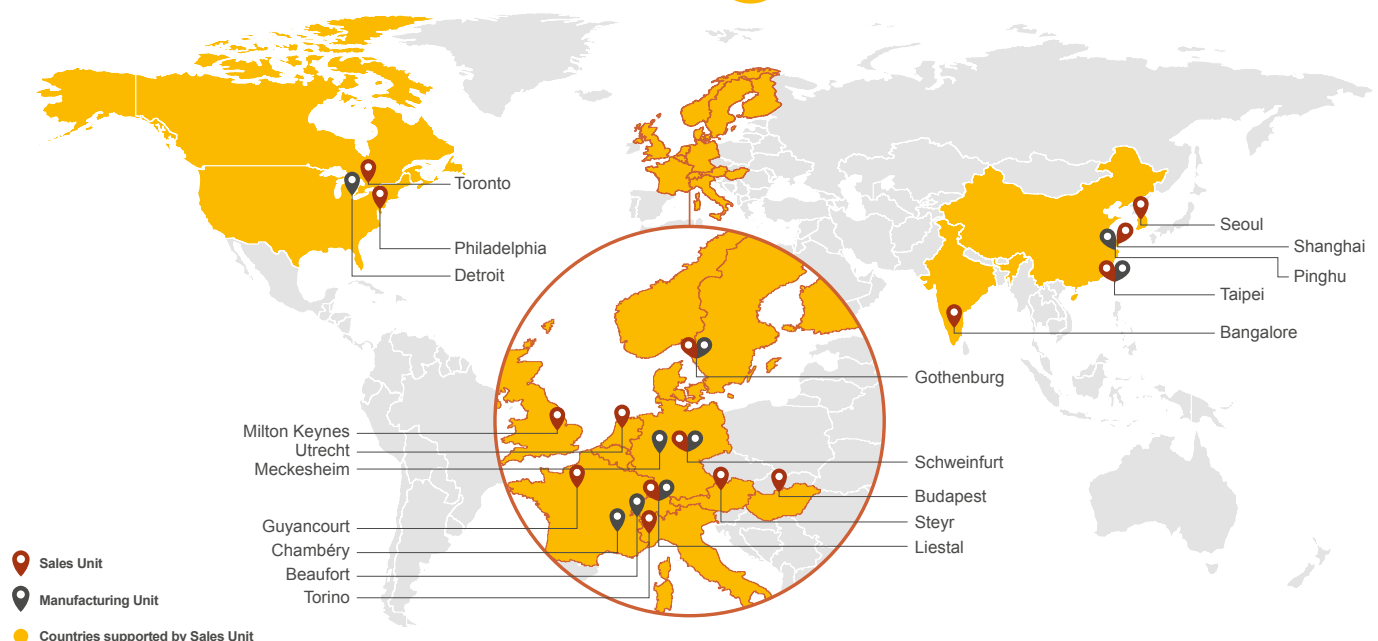 Toronto
Philadelphia
Detroit
Seoul
Shanghai
Pinghu
Taipei
Bangalore
Gothenburg
Milton Keynes
Utrecht
Meckesheim
Schweinfurt
Budapest
Steyr
Liestal
Guyancourt
Chambéry
Beaufort
Torino
Sales Unit
Manufacturing Unit
Countries supported by Sales Unit